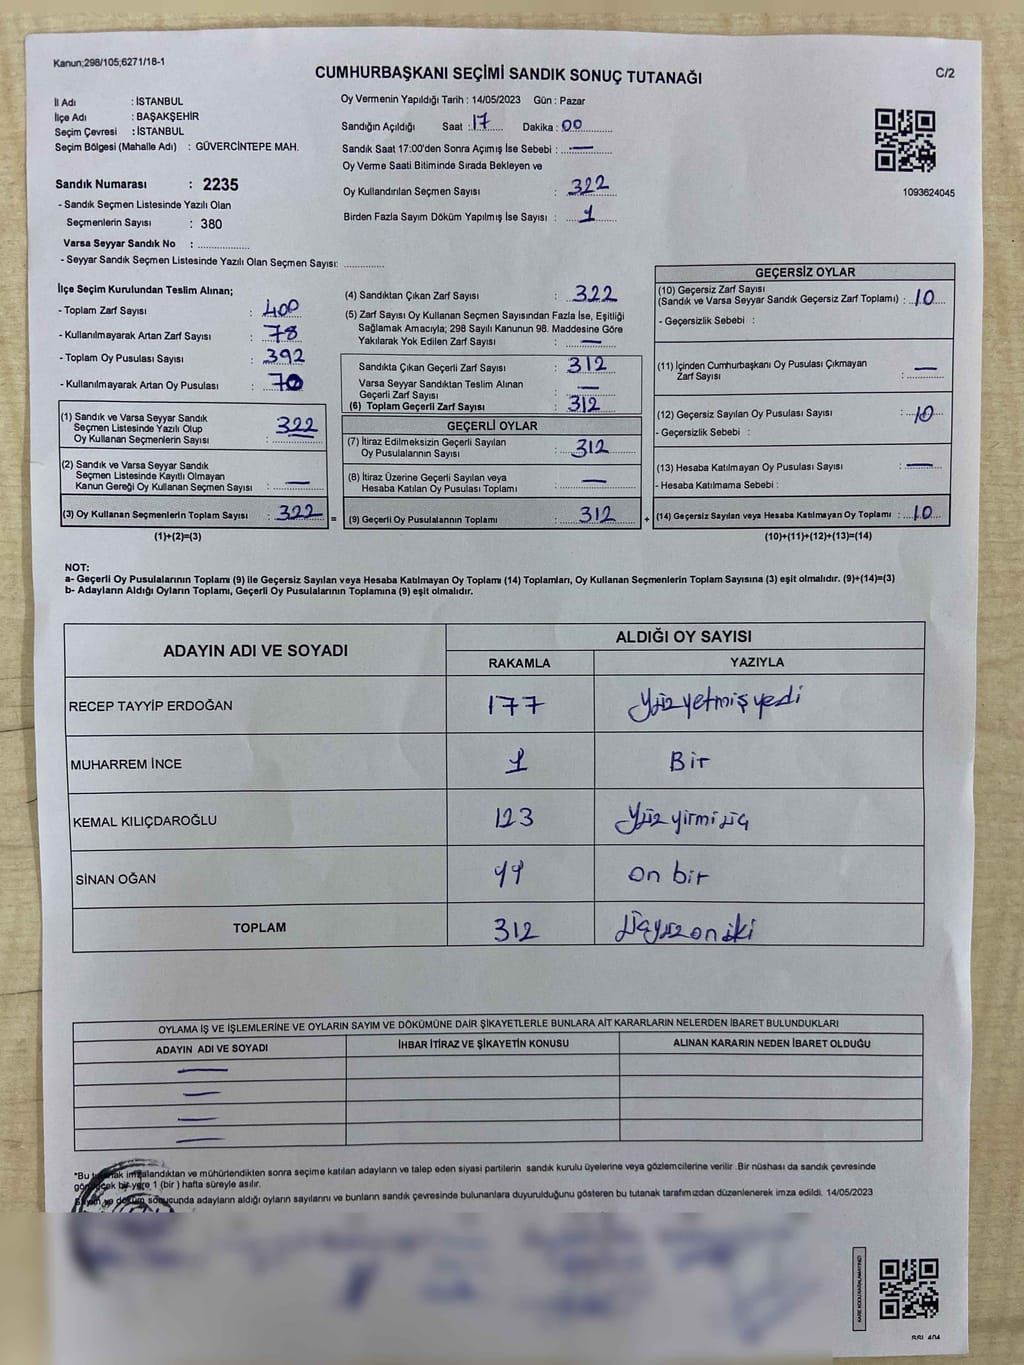 Kanun;298/105;6271/18-1
CUMHURBAŞKANI SEÇİMİ SANDIK SONUÇ TUTANAĞI
C/2
İl Adı : İSTANBUL
İlçe Adı : BAŞAKŞEHİR
Seçim Çevresi : İSTANBUL
Seçim Bölgesi (Mahalle Adı) : GÜVERCİNTEPE MAH.
Sandık Numarası : 2235
- Sandık Seçmen Listesinde Yazılı Olan
Seçmenlerin Sayısı : 380
Varsa Seyyar Sandık No : ................
- Seyyar Sandık Seçmen Listesinde Yazılı Olan Seçmen Sayısı: ............
Oy Vermenin Yapıldığı Tarih : 14/05/2023 Gün : Pazar
Sandığın Açıldığı Saat : 17 Dakika : 00
Sandık Saat 17:00'den Sonra Açımış İse Sebebi : —
Oy Verme Saati Bitiminde Sırada Bekleyen ve
Oy Kullandırılan Seçmen Sayısı : 322
Birden Fazla Sayım Döküm Yapılmış İse Sayısı : 1
1093624045
İlçe Seçim Kurulundan Teslim Alınan;
- Toplam Zarf Sayısı : 400
- Kullanılmayarak Artan Zarf Sayısı : 78
- Toplam Oy Pusulası Sayısı : 392
- Kullanılmayarak Artan Oy Pusulası : 70
(1) Sandık ve Varsa Seyyar Sandık
Seçmen Listesinde Yazılı Olup
Oy Kullanan Seçmenlerin Sayısı : 322
(2) Sandık ve Varsa Seyyar Sandık
Seçmen Listesinde Kayıtlı Olmayan
Kanun Gereği Oy Kullanan Seçmen Sayısı : —
(3) Oy Kullanan Seçmenlerin Toplam Sayısı : 322 =
(1)+(2)=(3)
(4) Sandıktan Çıkan Zarf Sayısı : 322
(5) Zarf Sayısı Oy Kullanan Seçmen Sayısından Fazla İse, Eşitliği
Sağlamak Amacıyla; 298 Sayılı Kanunun 98. Maddesine Göre
Yakılarak Yok Edilen Zarf Sayısı : —
Sandıkta Çıkan Geçerli Zarf Sayısı : 312
Varsa Seyyar Sandıktan Teslim Alınan
Geçerli Zarf Sayısı : —
(6) Toplam Geçerli Zarf Sayısı : 312
GEÇERLİ OYLAR
(7) İtiraz Edilmeksizin Geçerli Sayılan
Oy Pusulalarının Sayısı : 312
(8) İtiraz Üzerine Geçerli Sayılan veya
Hesaba Katılan Oy Pusulası Toplamı : —
(9) Geçerli Oy Pusulalarının Toplamı : 312 +
GEÇERSİZ OYLAR
(10) Geçersiz Zarf Sayısı
(Sandık ve Varsa Seyyar Sandık Geçersiz Zarf Toplamı) : 10
- Geçersizlik Sebebi :
(11) İçinden Cumhurbaşkanı Oy Pusulası Çıkmayan
Zarf Sayısı : —
(12) Geçersiz Sayılan Oy Pusulası Sayısı : 10
- Geçersizlik Sebebi :
(13) Hesaba Katılmayan Oy Pusulası Sayısı : —
- Hesaba Katılmama Sebebi :
(14) Geçersiz Sayılan veya Hesaba Katılmayan Oy Toplamı : 10
(10)+(11)+(12)+(13)=(14)
NOT:
a- Geçerli Oy Pusulalarının Toplamı (9) ile Geçersiz Sayılan veya Hesaba Katılmayan Oy Toplamı (14) Toplamları, Oy Kullanan Seçmenlerin Toplam Sayısına (3) eşit olmalıdır. (9)+(14)=(3)
b- Adayların Aldığı Oyların Toplamı, Geçerli Oy Pusulalarının Toplamına (9) eşit olmalıdır.
ADAYIN ADI VE SOYADI
ALDIĞI OY SAYISI
RAKAMLA YAZIYLA
RECEP TAYYİP ERDOĞAN 177 Yüz yetmiş yedi
MUHARREM İNCE 1 Bir
KEMAL KILIÇDAROĞLU 123 Yüz yirmi üç
SİNAN OĞAN 11 on bir
TOPLAM 312 üçyüz on iki
OYLAMA İŞ VE İŞLEMLERİNE VE OYLARIN SAYIM VE DÖKÜMÜNE DAİR ŞİKAYETLERLE BUNLARA AİT KARARLARIN NELERDEN İBARET BULUNDUKLARI
ADAYIN ADI VE SOYADI İHBAR İTİRAZ VE ŞİKAYETİN KONUSU ALINAN KARARIN NEDEN İBARET OLDUĞU
*Bu tutanak imzalandıktan ve mühürlendikten sonra seçime katılan adayların ve talep eden siyasi partilerin sandık kurulu üyelerine veya gözlemcilerine verilir .Bir nüshası da sandık çevresinde
görülecek bir yere 1 (bir ) hafta süreyle asılır.
Sayım ve döküm sonucunda adayların aldığı oyların sayılarını ve bunların sandık çevresinde bulunanlara duyurulduğunu gösteren bu tutanak tarafımızdan düzenlenerek imza edildi. 14/05/2023